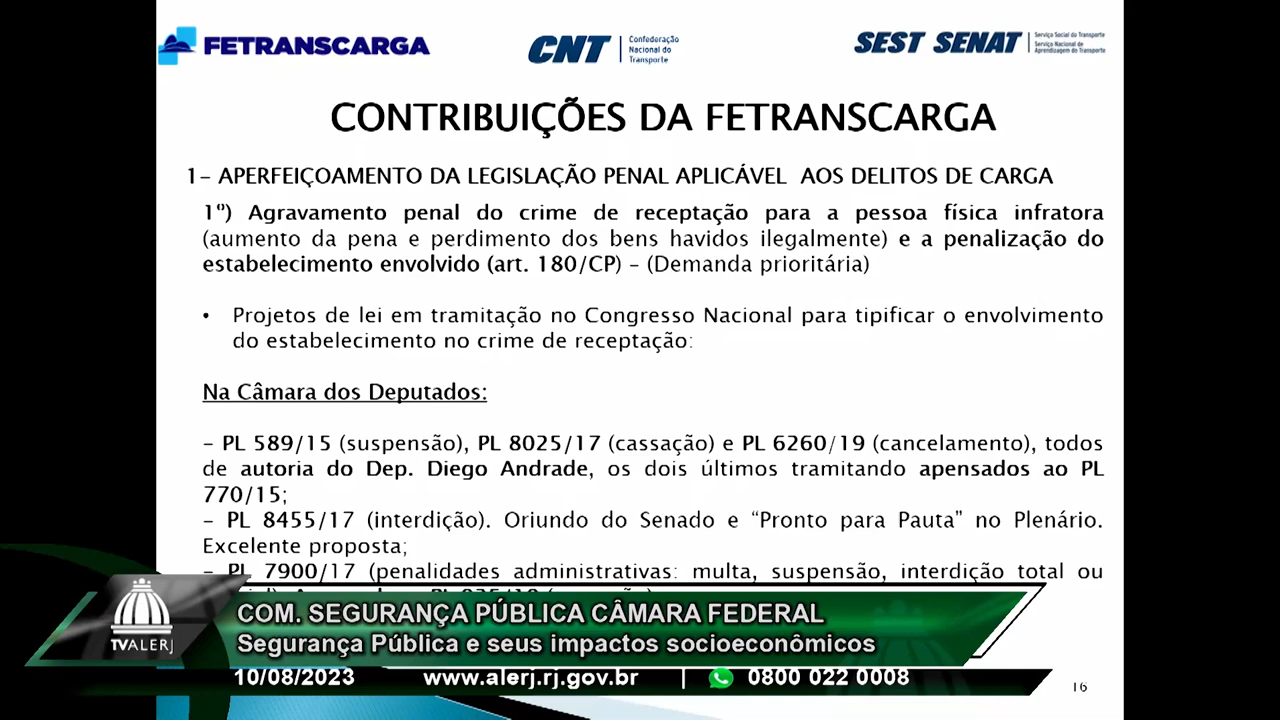 FETRANSCARGA
CNT
Confederação
Nacional do
Transporte
SEST SENAT
Serviço Social do Transporte
Serviço Nacional de
Aprendizagem do Transporte
CONTRIBUIÇÕES DA FETRANSCARGA
1- APERFEIÇOAMENTO DA LEGISLAÇÃO PENAL APLICÁVEL AOS DELITOS DE CARGA
1º) Agravamento penal do crime de receptação para a pessoa física infratora
(aumento da pena e perdimento dos bens havidos ilegalmente) e a penalização do
estabelecimento envolvido (art. 180/CP) – (Demanda prioritária)
• Projetos de lei em tramitação no Congresso Nacional para tipificar o envolvimento
do estabelecimento no crime de receptação:
Na Câmara dos Deputados:
- PL 589/15 (suspensão), PL 8025/17 (cassação) e PL 6260/19 (cancelamento), todos
de autoria do Dep. Diego Andrade, os dois últimos tramitando apensados ao PL
770/15;
- PL 8455/17 (interdição). Oriundo do Senado e “Pronto para Pauta” no Plenário.
Excelente proposta;
- PL 7900/17 (penalidades administrativas: multa, suspensão, interdição total ou
COM. SEGURANÇA PÚBLICA CÂMARA FEDERAL
Segurança Pública e seus impactos socioeconômicos
TVALERJ
10/08/2023 www.alerj.rj.gov.br | 0800 022 0008
16